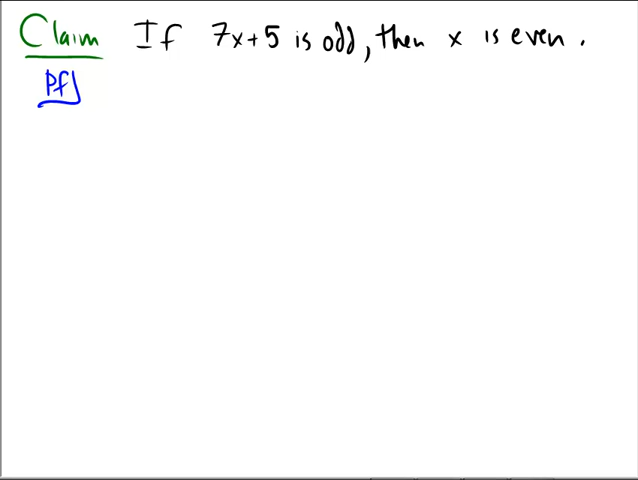 Claim If 7x+5 is odd, then x is even.
Pf)